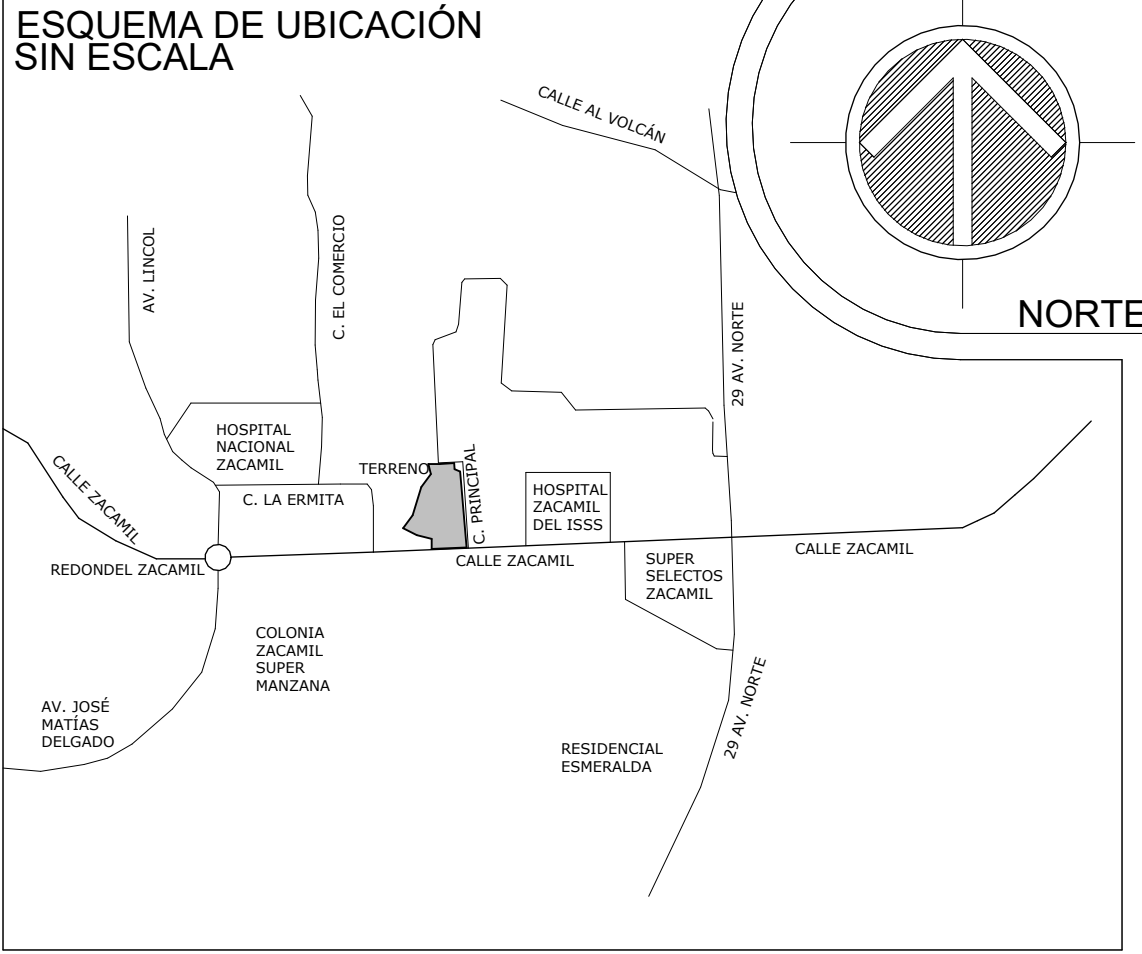 ESQUEMA DE UBICACIÓN
SIN ESCALA
CALLE AL VOLCÁN
AV. LINCOL
C. EL COMERCIO
NORTE
29 AV. NORTE
HOSPITAL
NACIONAL
ZACAMIL
CALLE ZACAMIL
TERRENO
C. PRINCIPAL
C. LA ERMITA
HOSPITAL
ZACAMIL
DEL ISSS
REDONDEL ZACAMIL
CALLE ZACAMIL
SUPER
SELECTOS
ZACAMIL
CALLE ZACAMIL
COLONIA
ZACAMIL
SUPER
MANZANA
AV. JOSÉ
MATÍAS
DELGADO
RESIDENCIAL
ESMERALDA
29 AV. NORTE